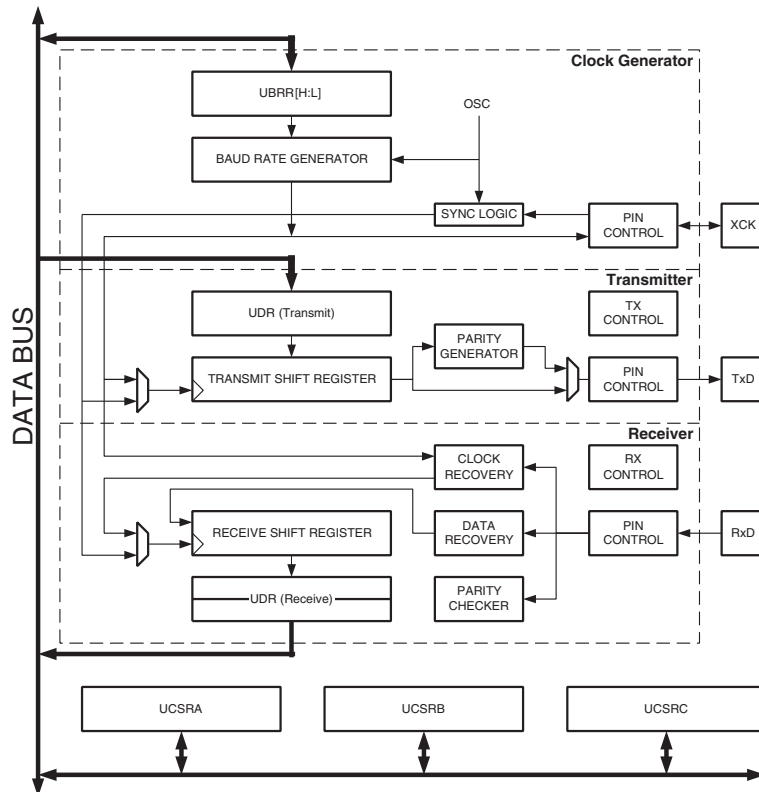 Clock Generator
UBRR[H:L]
OSC
BAUD RATE GENERATOR
SYNC LOGIC
PIN
CONTROL
XCK
DATA BUS
Transmitter
UDR (Transmit)
TX
CONTROL
PARITY
GENERATOR
TRANSMIT SHIFT REGISTER
PIN
CONTROL
TxD
Receiver
CLOCK
RECOVERY
RX
CONTROL
RECEIVE SHIFT REGISTER
DATA
RECOVERY
PIN
CONTROL
RxD
UDR (Receive)
PARITY
CHECKER
UCSRA
UCSRB
UCSRC